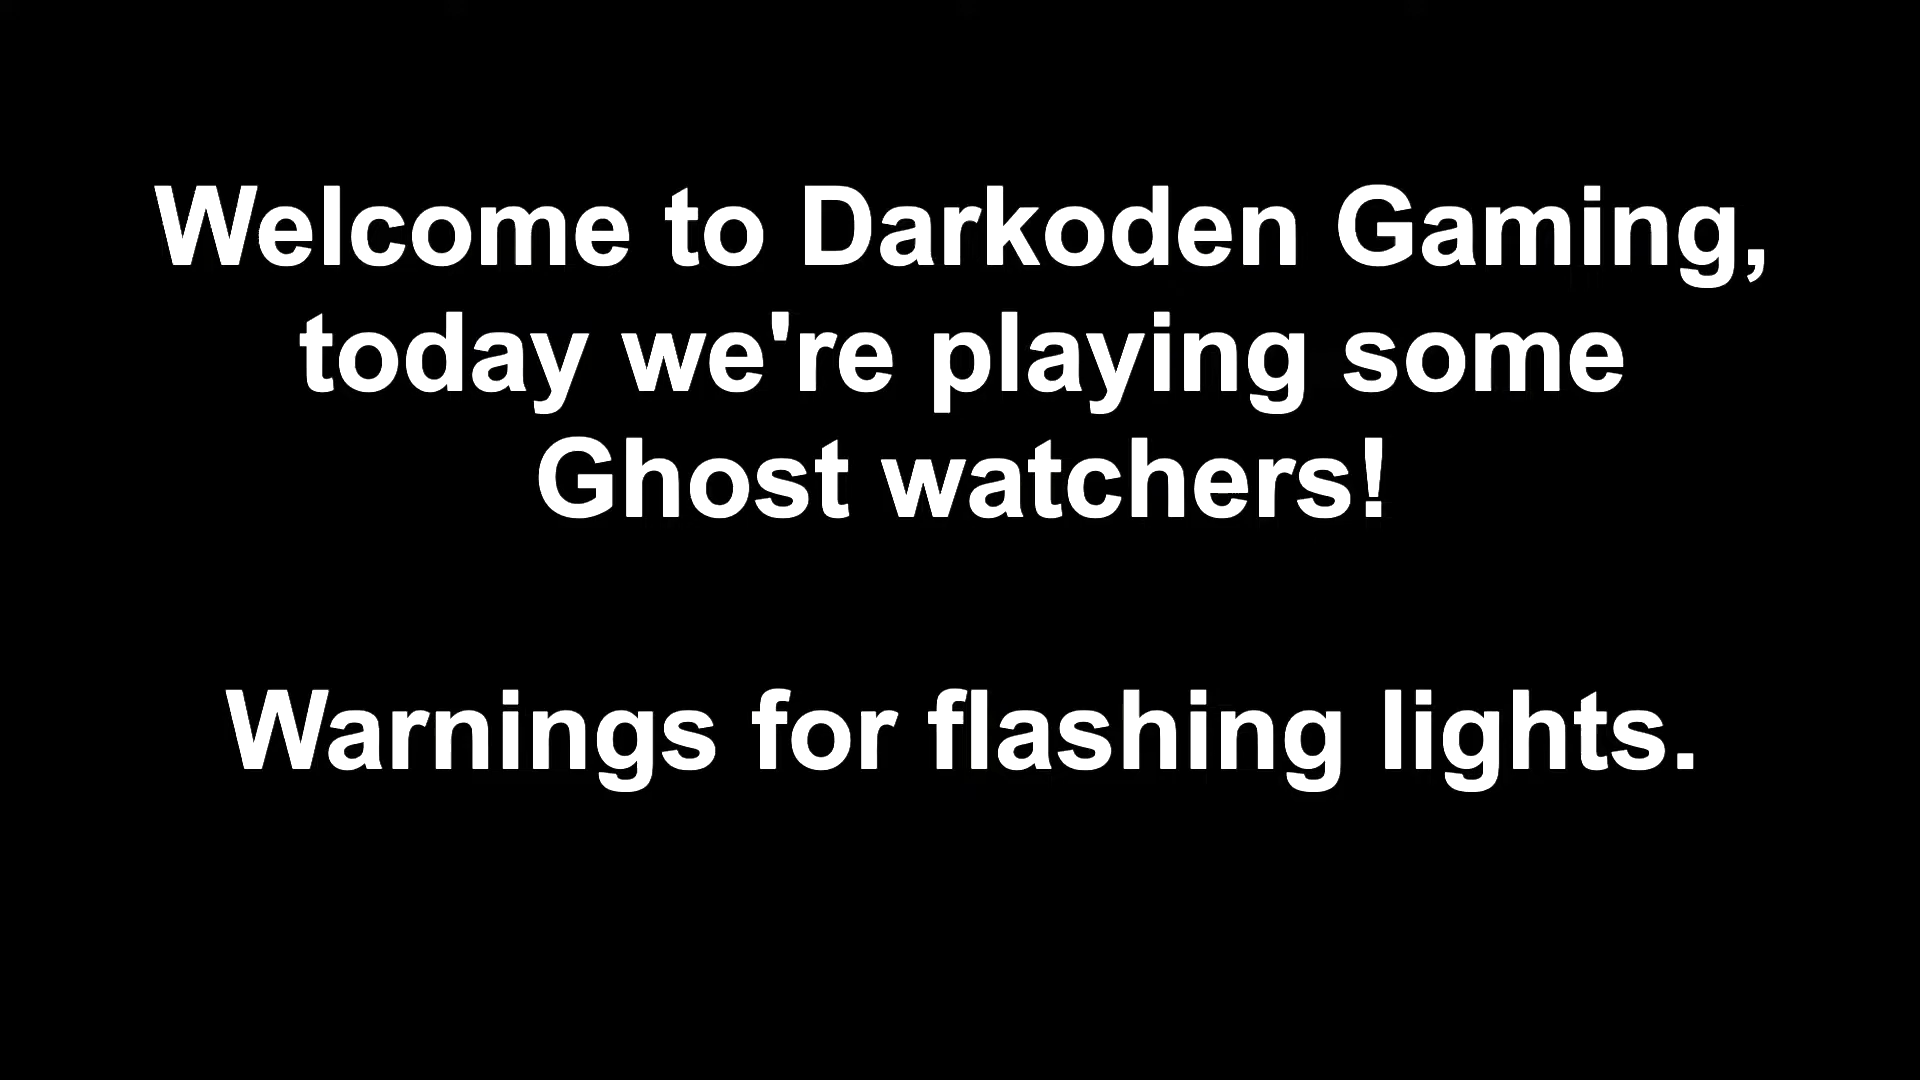 Welcome to Darkoden Gaming,
today we're playing some
Ghost watchers!
Warnings for flashing lights.